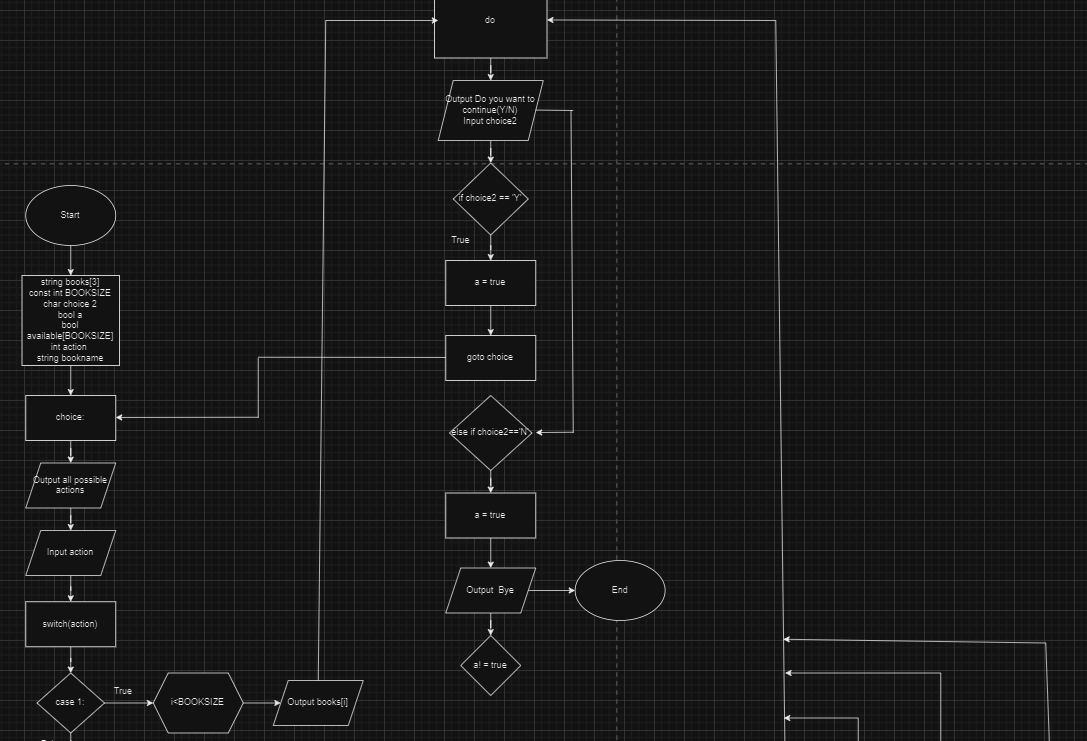 do
Output Do you want to
continue(Y/N)
Input choice2
if choice2 == 'Y'
True
a = true
goto choice
else if choice2=='N
a = true
Output  Bye
End
a! = true
Start
string books[3]
const int BOOKSIZE
char choice 2
bool a
bool
available[BOOKSIZE]
int action
string bookname
choice:
Output all possible
actions
Input action
switch(action)
case 1:
True
i<BOOKSIZE
Output books[i]